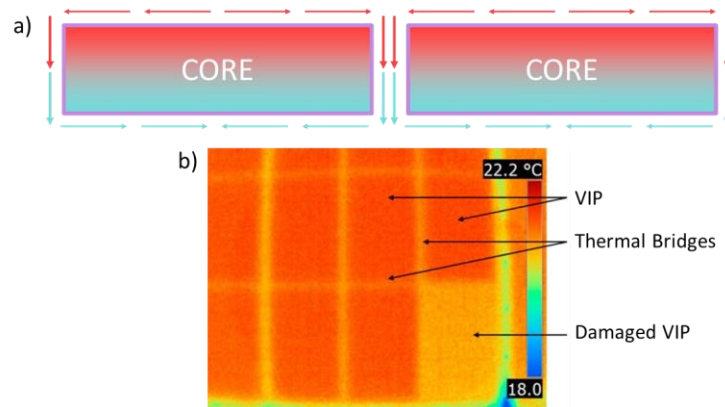 a)
CORE
CORE
b)
22.2 °C
VIP
Thermal Bridges
Damaged VIP
18.0